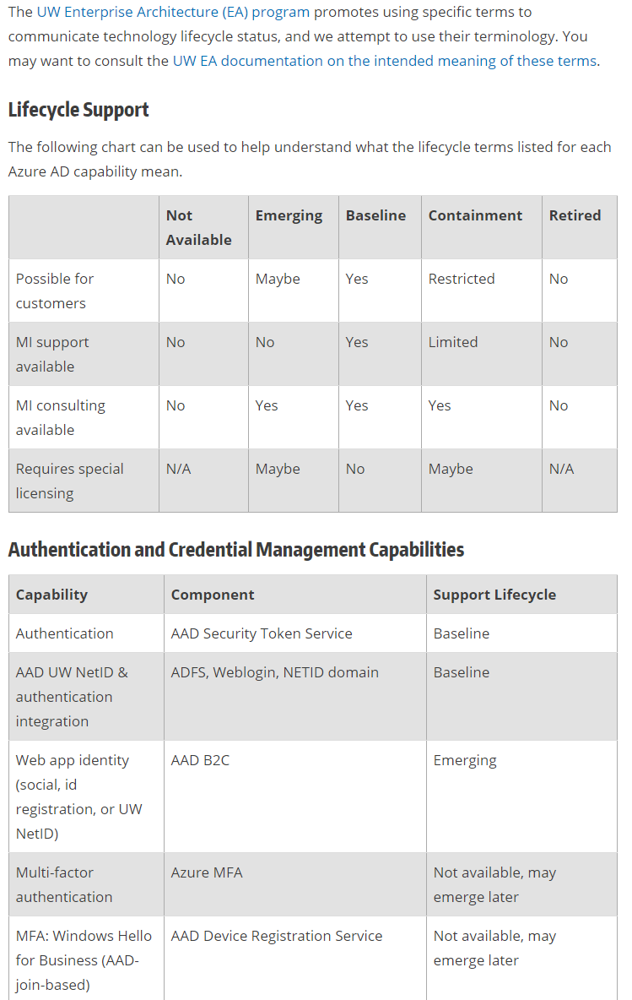 The UW Enterprise Architecture (EA) program promotes using specific terms to
communicate technology lifecycle status, and we attempt to use their terminology. You
may want to consult the UW EA documentation on the intended meaning of these terms.
Lifecycle Support
The following chart can be used to help understand what the lifecycle terms listed for each
Azure AD capability mean.
Not Available Emerging Baseline Containment Retired
Possible for customers No Maybe Yes Restricted No
MI support available No No Yes Limited No
MI consulting available No Yes Yes Yes No
Requires special licensing N/A Maybe No Maybe N/A
Authentication and Credential Management Capabilities
Capability Component Support Lifecycle
Authentication AAD Security Token Service Baseline
AAD UW NetID & authentication integration ADFS, Weblogin, NETID domain Baseline
Web app identity (social, id registration, or UW NetID) AAD B2C Emerging
Multi-factor authentication Azure MFA Not available, may emerge later
MFA: Windows Hello for Business (AAD-join-based) AAD Device Registration Service Not available, may emerge later